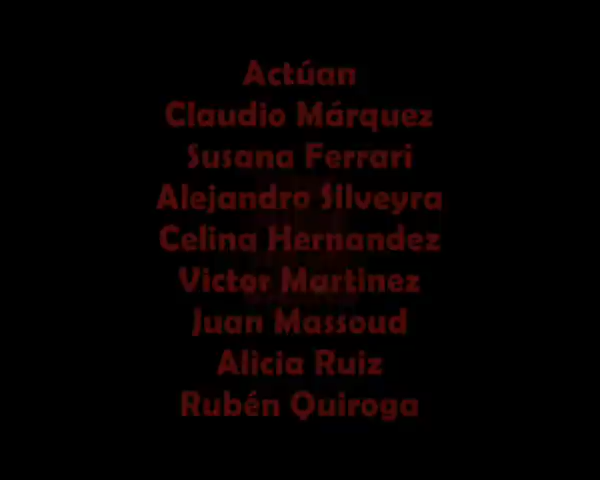 Actúan
Claudio Márquez
Susana Ferrari
Alejandro Silveyra
Celina Hernandez
Victor Martinez
Juan Massoud
Alicia Ruiz
Rubén Quiroga